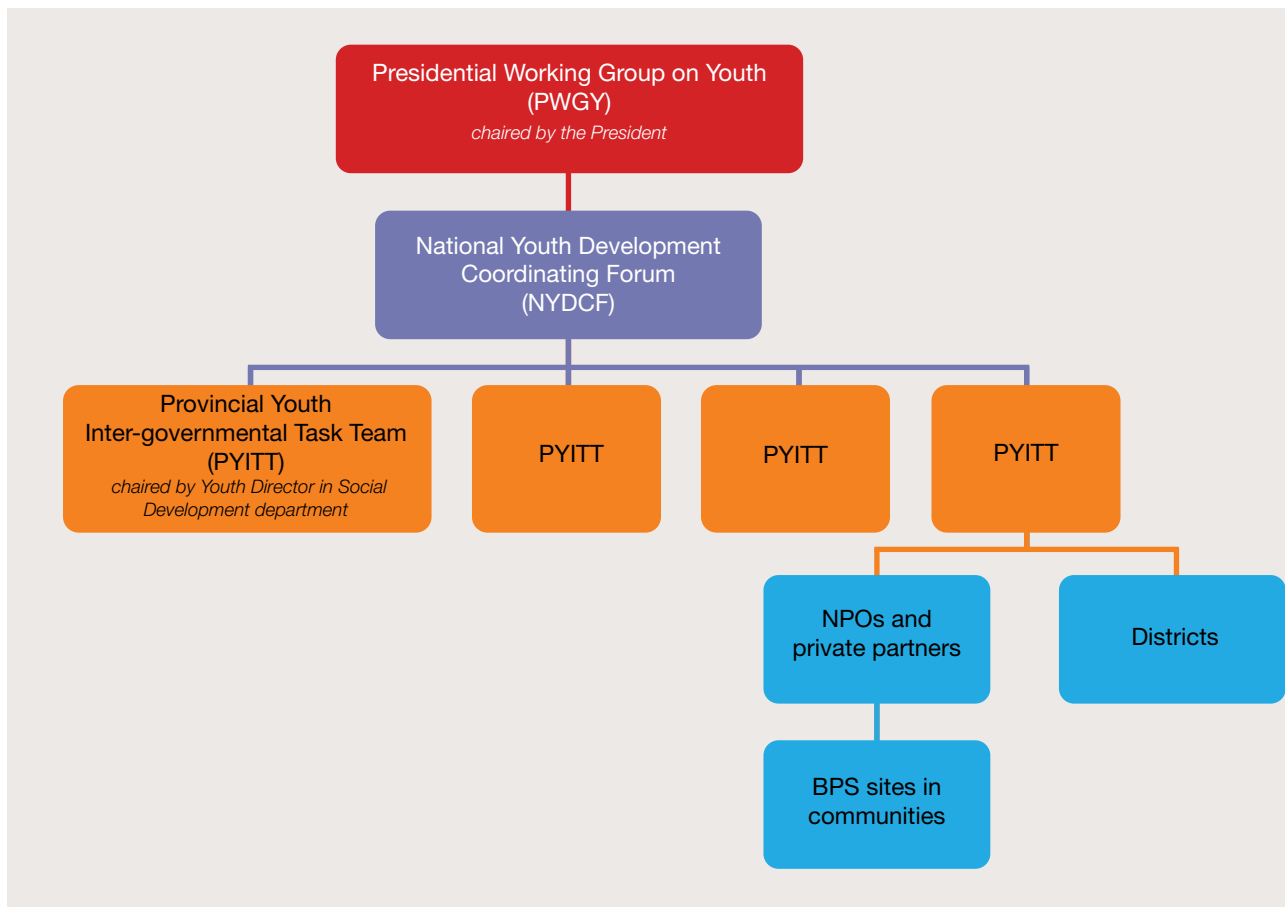 Presidential Working Group on Youth
(PWGY)
chaired by the President
National Youth Development
Coordinating Forum
(NYDCF)
Provincial Youth
Inter-governmental Task Team
(PYITT)
chaired by Youth Director in Social
Development department
PYITT
PYITT
PYITT
NPOs and
private partners
Districts
BPS sites in
communities